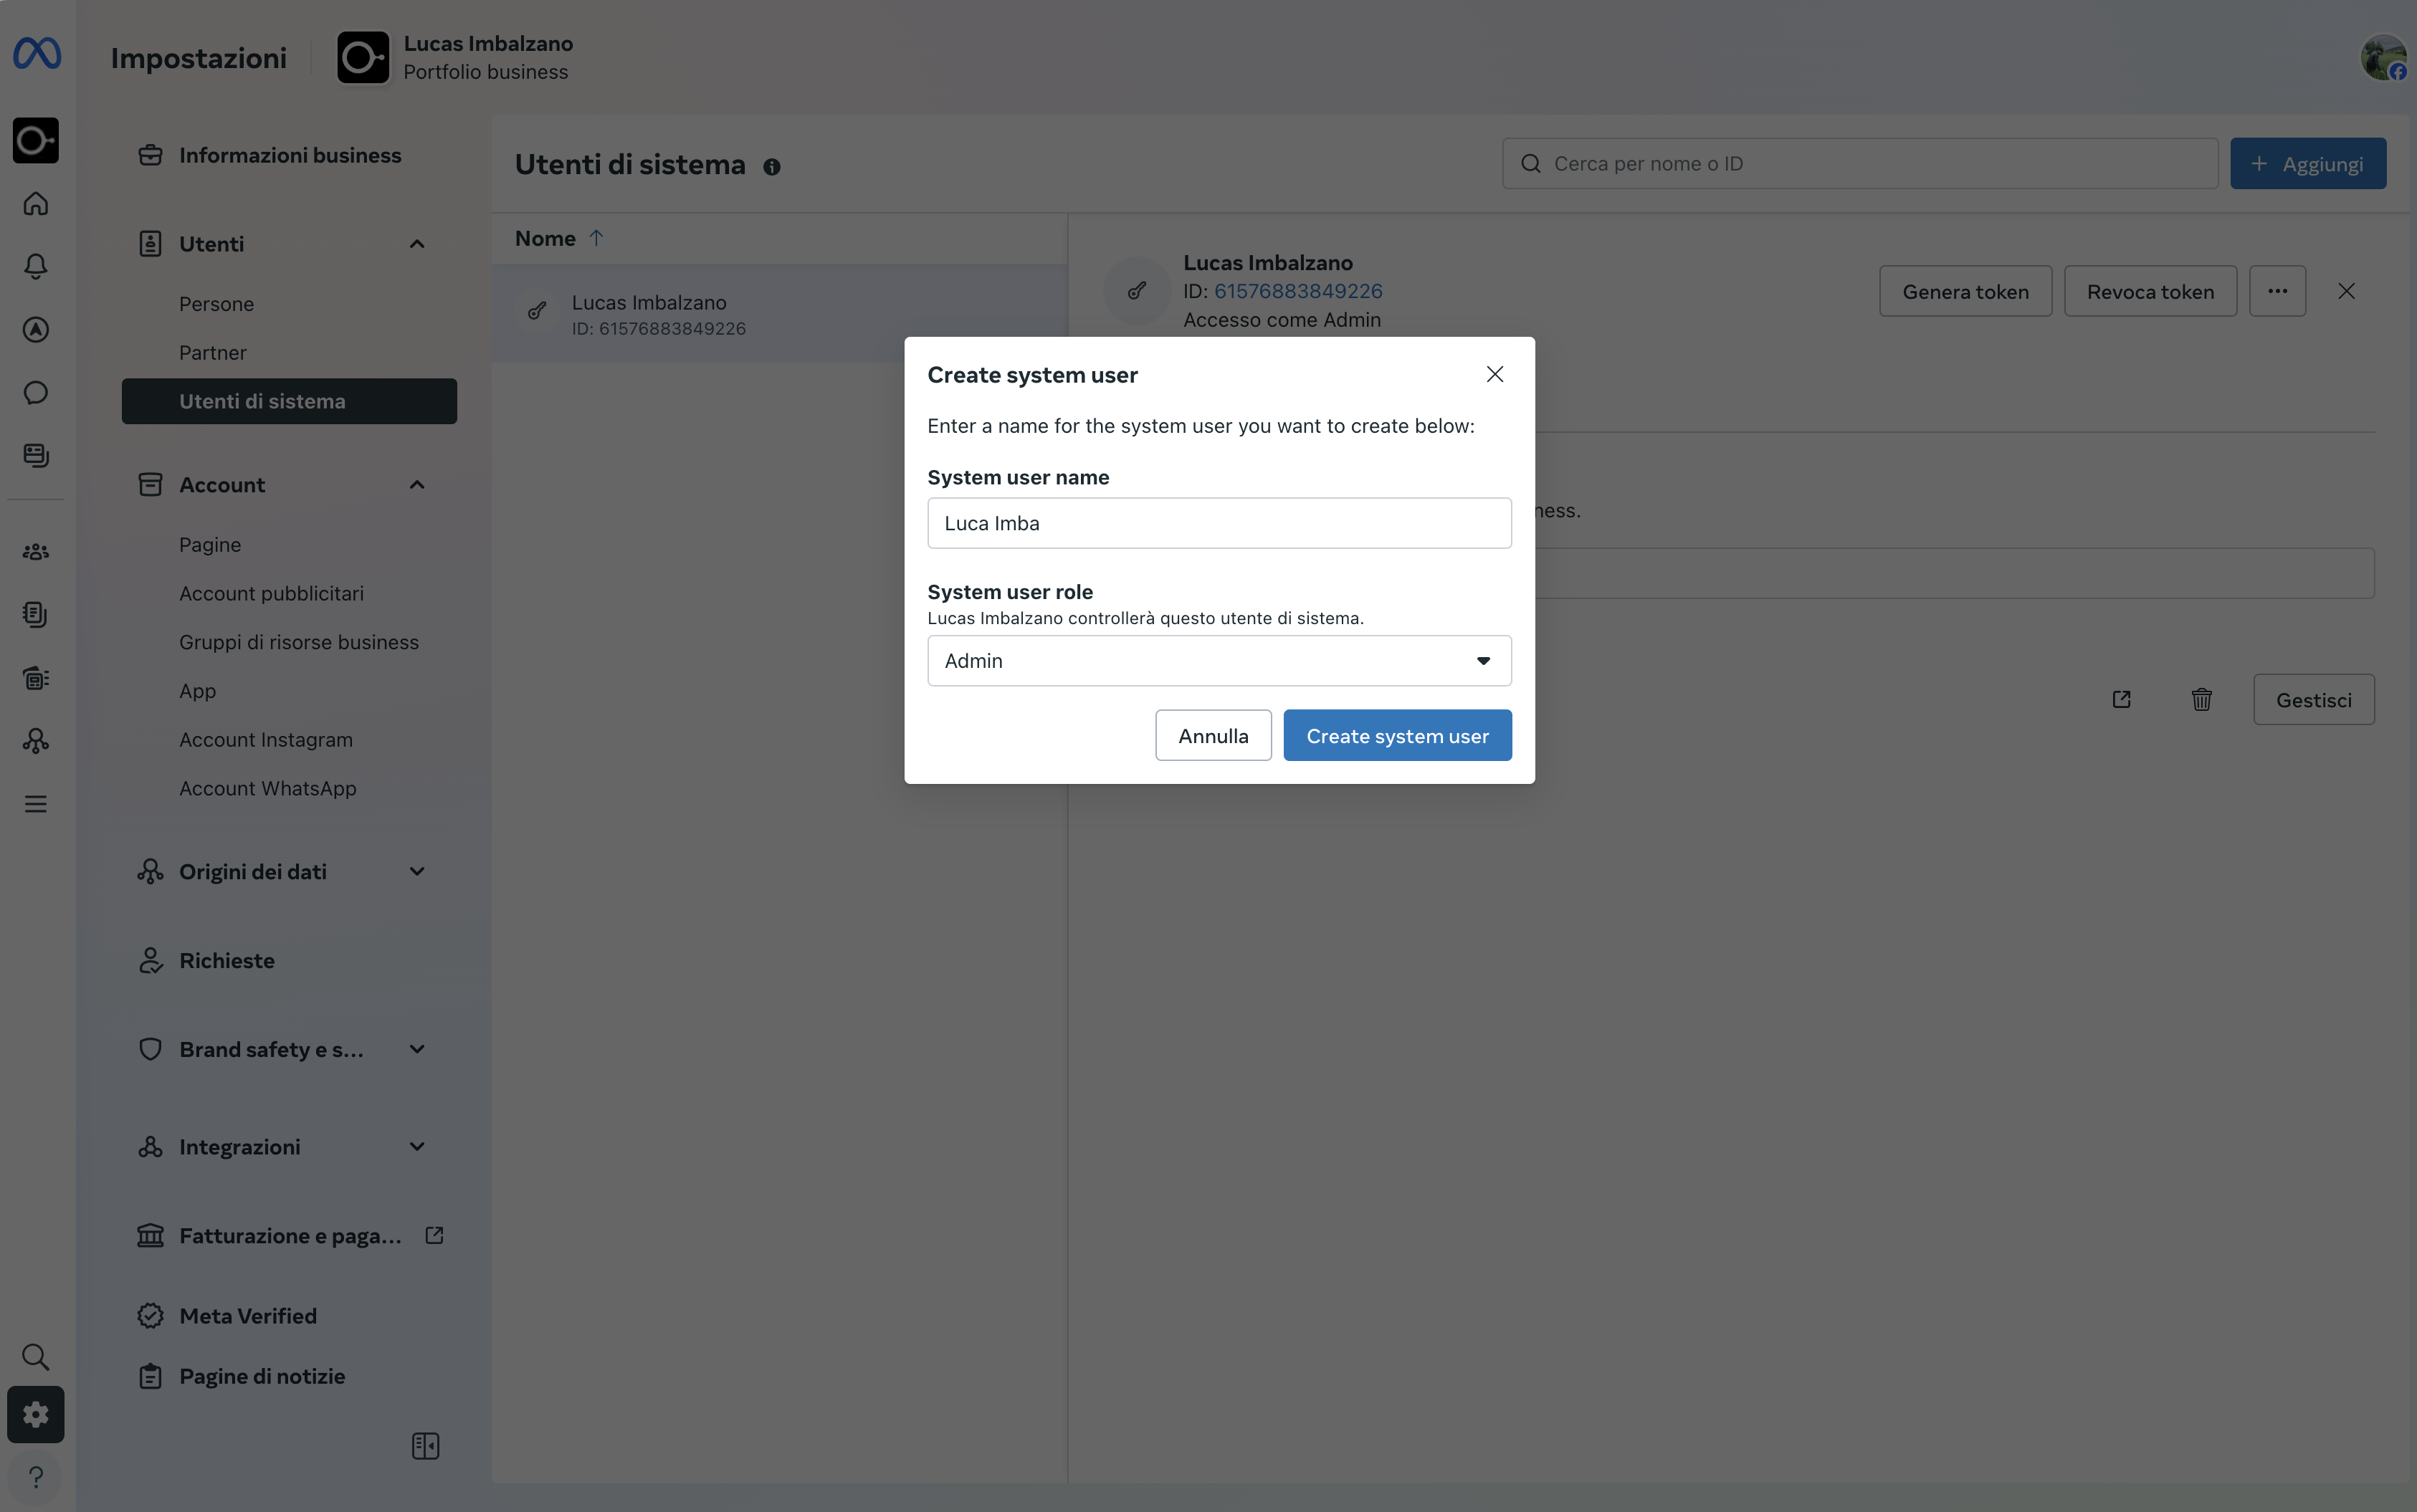 Impostazioni
Lucas Imbalzano
Portfolio business
Informazioni business
Utenti
Persone
Partner
Utenti di sistema
Account
Pagine
Account pubblicitari
Gruppi di risorse business
App
Account Instagram
Account WhatsApp
Origini dei dati
Richieste
Brand safety e s...
Integrazioni
Fatturazione e paga...
Meta Verified
Pagine di notizie
?
Utenti di sistema
Cerca per nome o ID
+ Aggiungi
Nome ↑
Lucas Imbalzano
ID: 61576883849226
Lucas Imbalzano
ID: 61576883849226
Accesso come Admin
Genera token
Revoca token
ness.
Gestisci
Create system user
Enter a name for the system user you want to create below:
System user name
Luca Imba
System user role
Lucas Imbalzano controllerà questo utente di sistema.
Admin
Annulla
Create system user